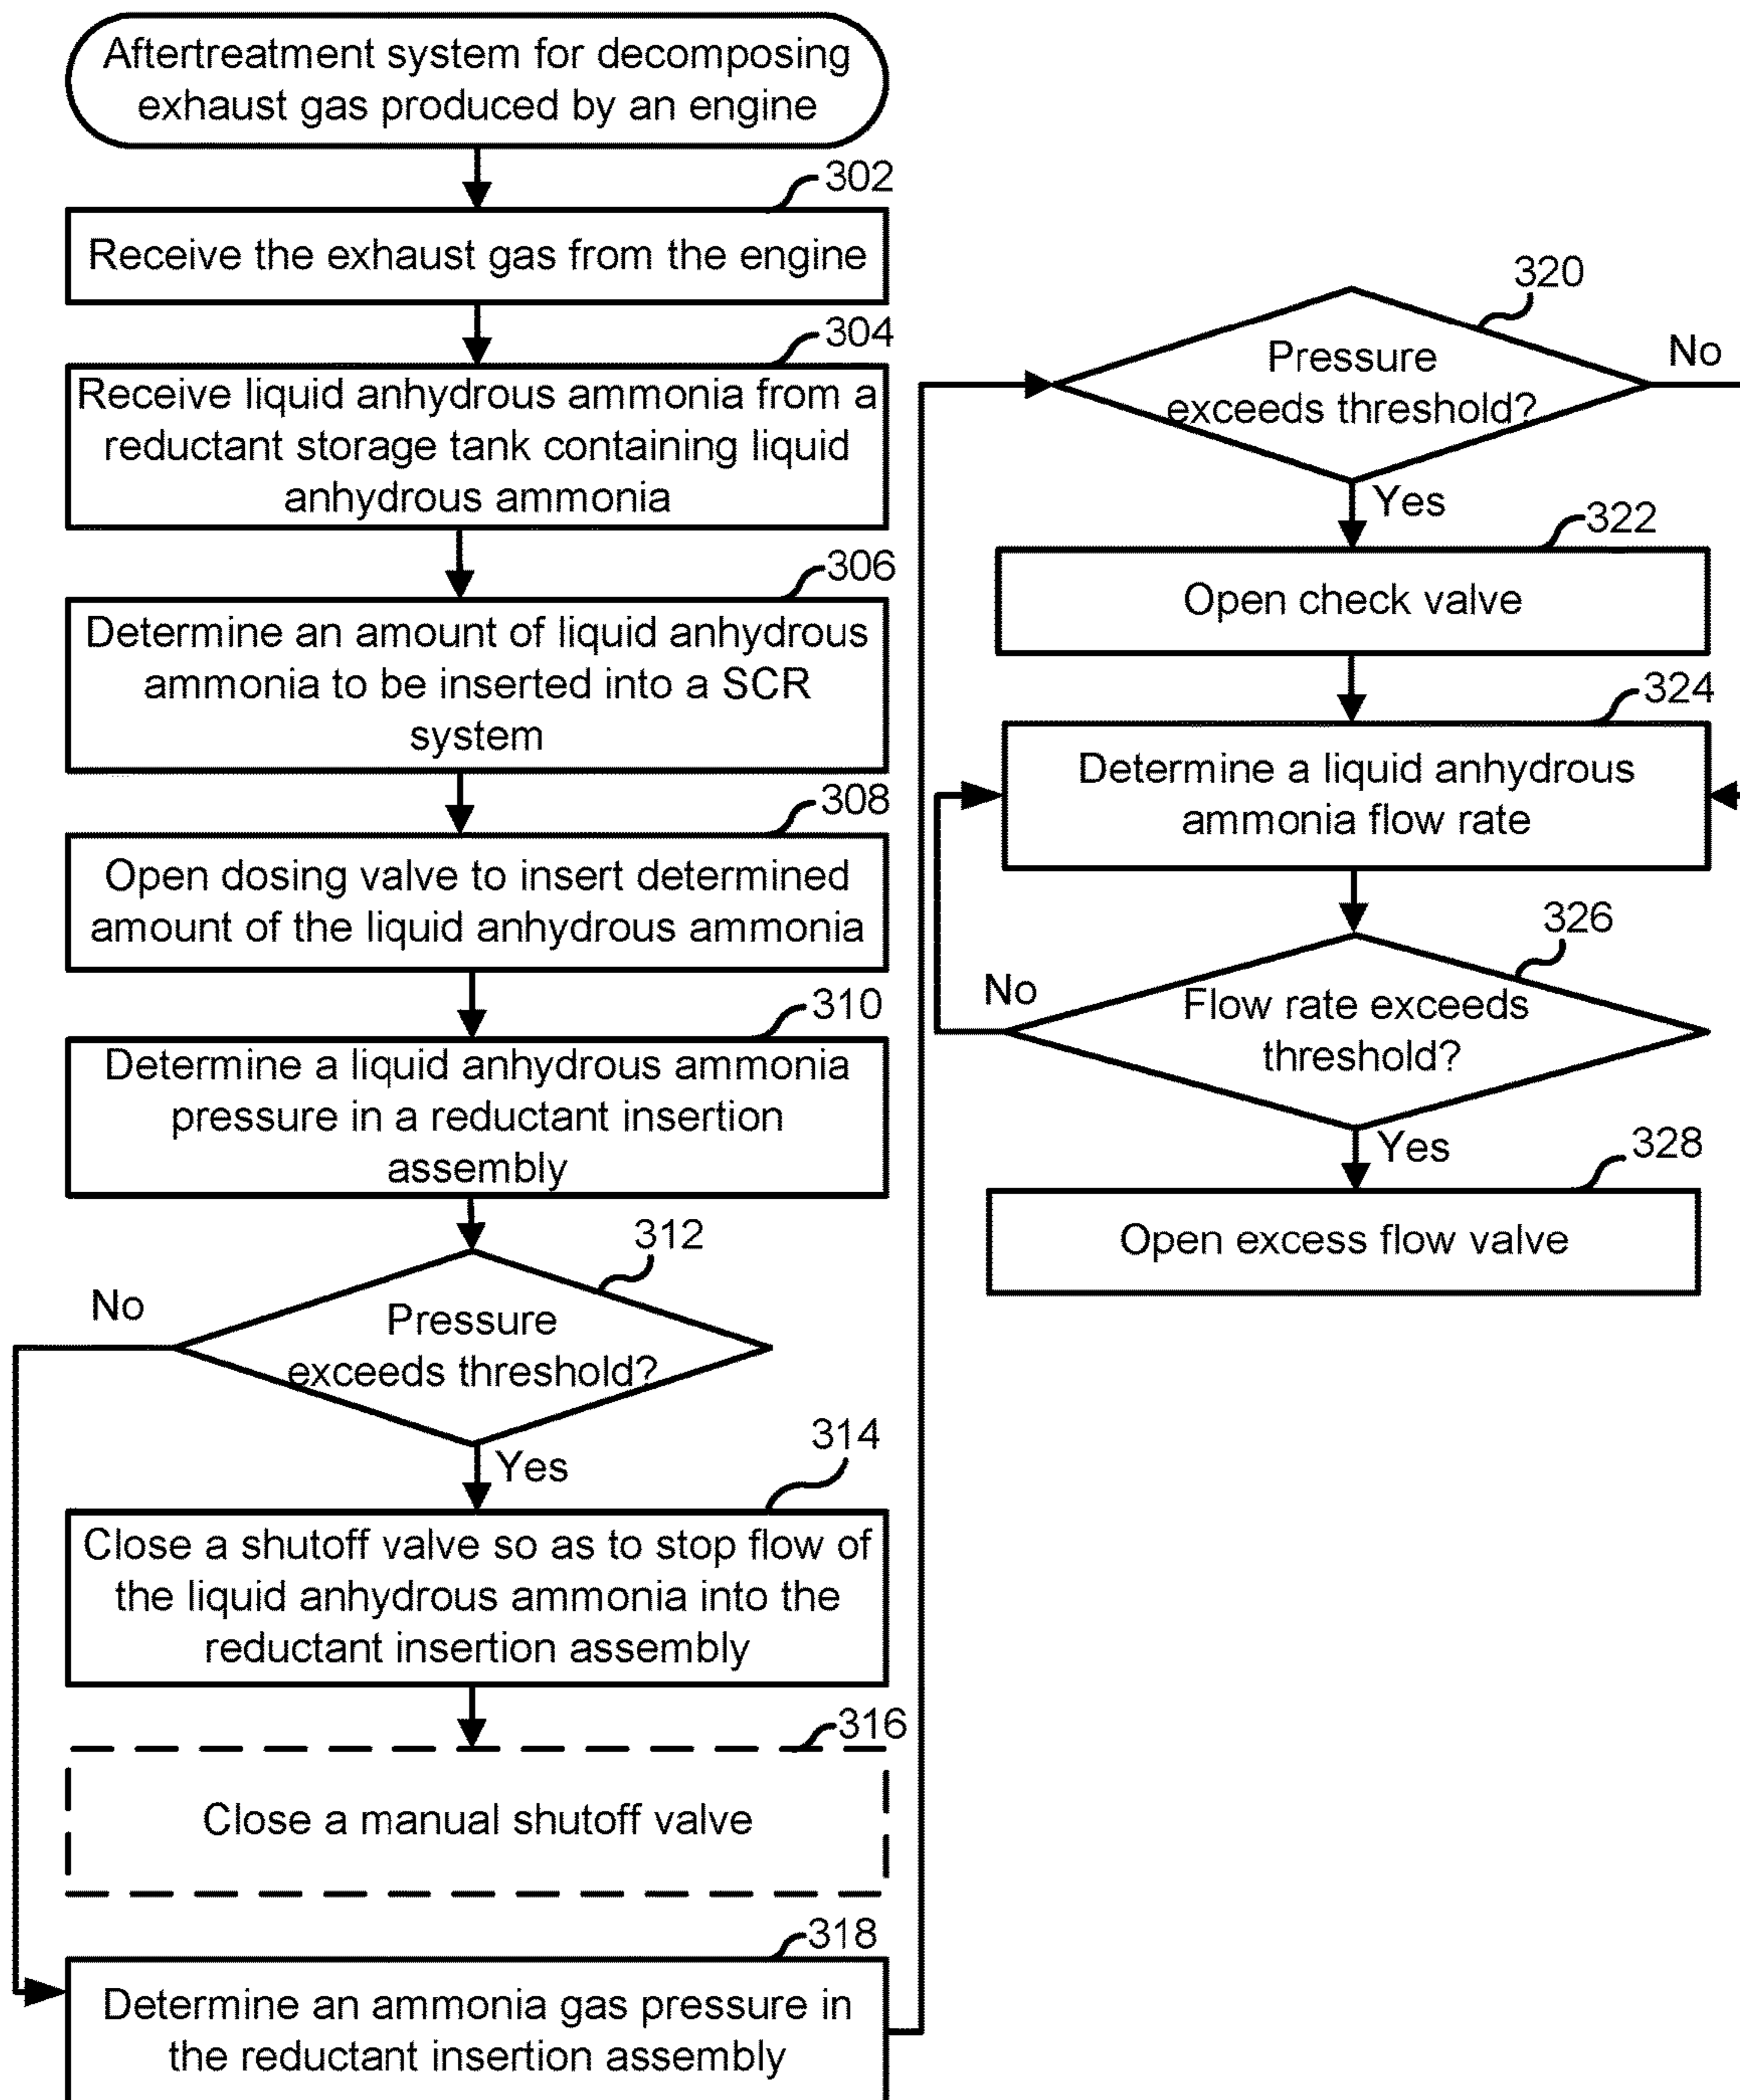 Aftertreatment system for decomposing
exhaust gas produced by an engine
302
Receive the exhaust gas from the engine
304
Receive liquid anhydrous ammonia from a
reductant storage tank containing liquid
anhydrous ammonia
306
Determine an amount of liquid anhydrous
ammonia to be inserted into a SCR
system
308
Open dosing valve to insert determined
amount of the liquid anhydrous ammonia
310
Determine a liquid anhydrous ammonia
pressure in a reductant insertion
assembly
312
No
Pressure
exceeds threshold?
Yes
314
Close a shutoff valve so as to stop flow of
the liquid anhydrous ammonia into the
reductant insertion assembly
316
Close a manual shutoff valve
318
Determine an ammonia gas pressure in
the reductant insertion assembly
320
No
Pressure
exceeds threshold?
Yes
322
Open check valve
324
Determine a liquid anhydrous
ammonia flow rate
326
No
Flow rate exceeds
threshold?
Yes
328
Open excess flow valve